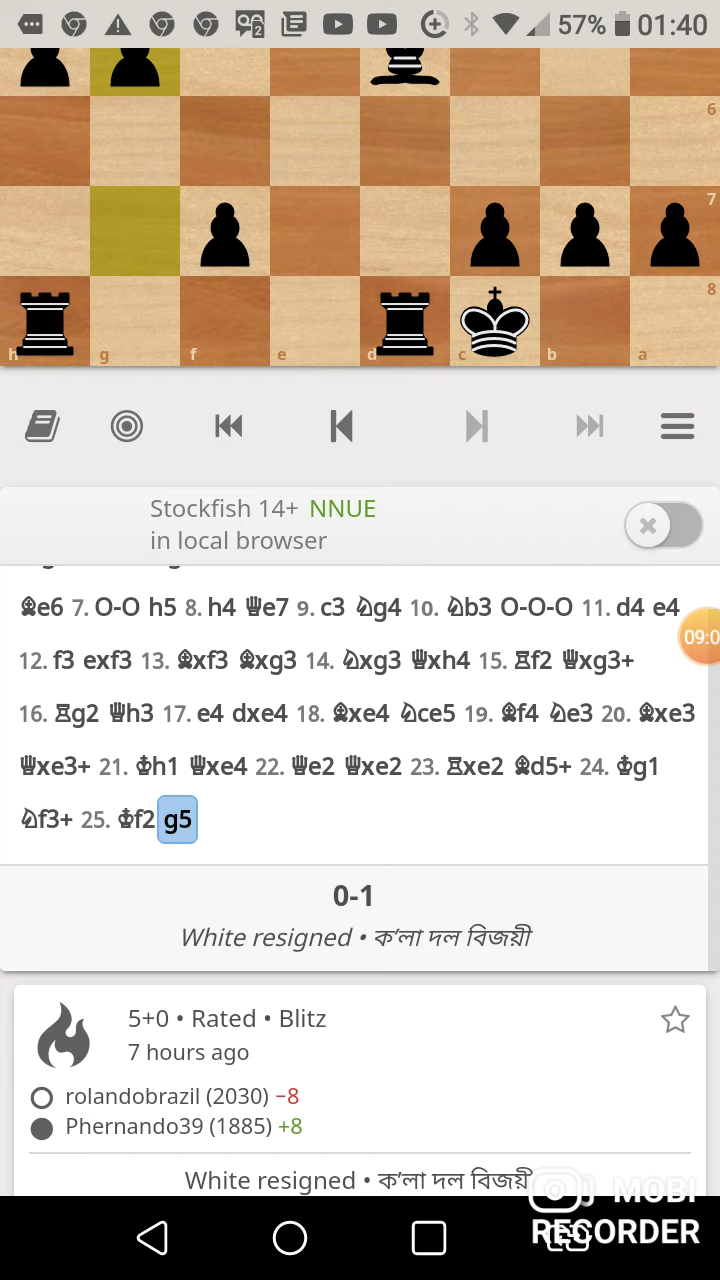 57% 01:40
6
7
8
h g f e d c b a
Stockfish 14+ NNUE
in local browser
♝e6 7. O-O h5 8. h4 ♛e7 9. c3 ♞g4 10. ♞b3 O-O-O 11. d4 e4
12. f3 exf3 13. ♝xf3 ♝xg3 14. ♞xg3 ♛xh4 15. ♜f2 ♛xg3+
16. ♜g2 ♛h3 17. e4 dxe4 18. ♝xe4 ♞ce5 19. ♝f4 ♞e3 20. ♝xe3
♛xe3+ 21. ♚h1 ♛xe4 22. ♛e2 ♛xe2 23. ♜xe2 ♝d5+ 24. ♚g1
♞f3+ 25. ♚f2 g5
09:0
0-1
White resigned • ক'লা দল বিজয়ী
5+0 • Rated • Blitz
7 hours ago
rolandobrazil (2030) −8
Phernando39 (1885) +8
White resigned • ক'লা দল বিজয়ী
MOBI
RECORDER